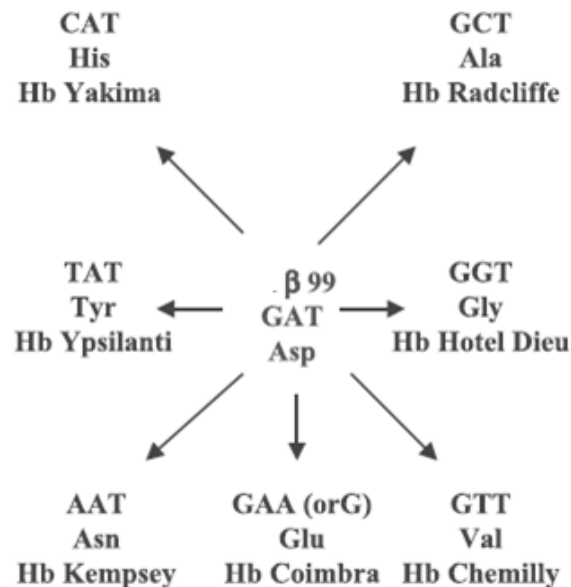 CAT
His
Hb Yakima
GCT
Ala
Hb Radcliffe
TAT
Tyr
Hb Ypsilanti
. β 99
GAT
Asp
GGT
Gly
Hb Hotel Dieu
AAT
Asn
Hb Kempsey
GAA (orG)
Glu
Hb Coimbra
GTT
Val
Hb Chemilly